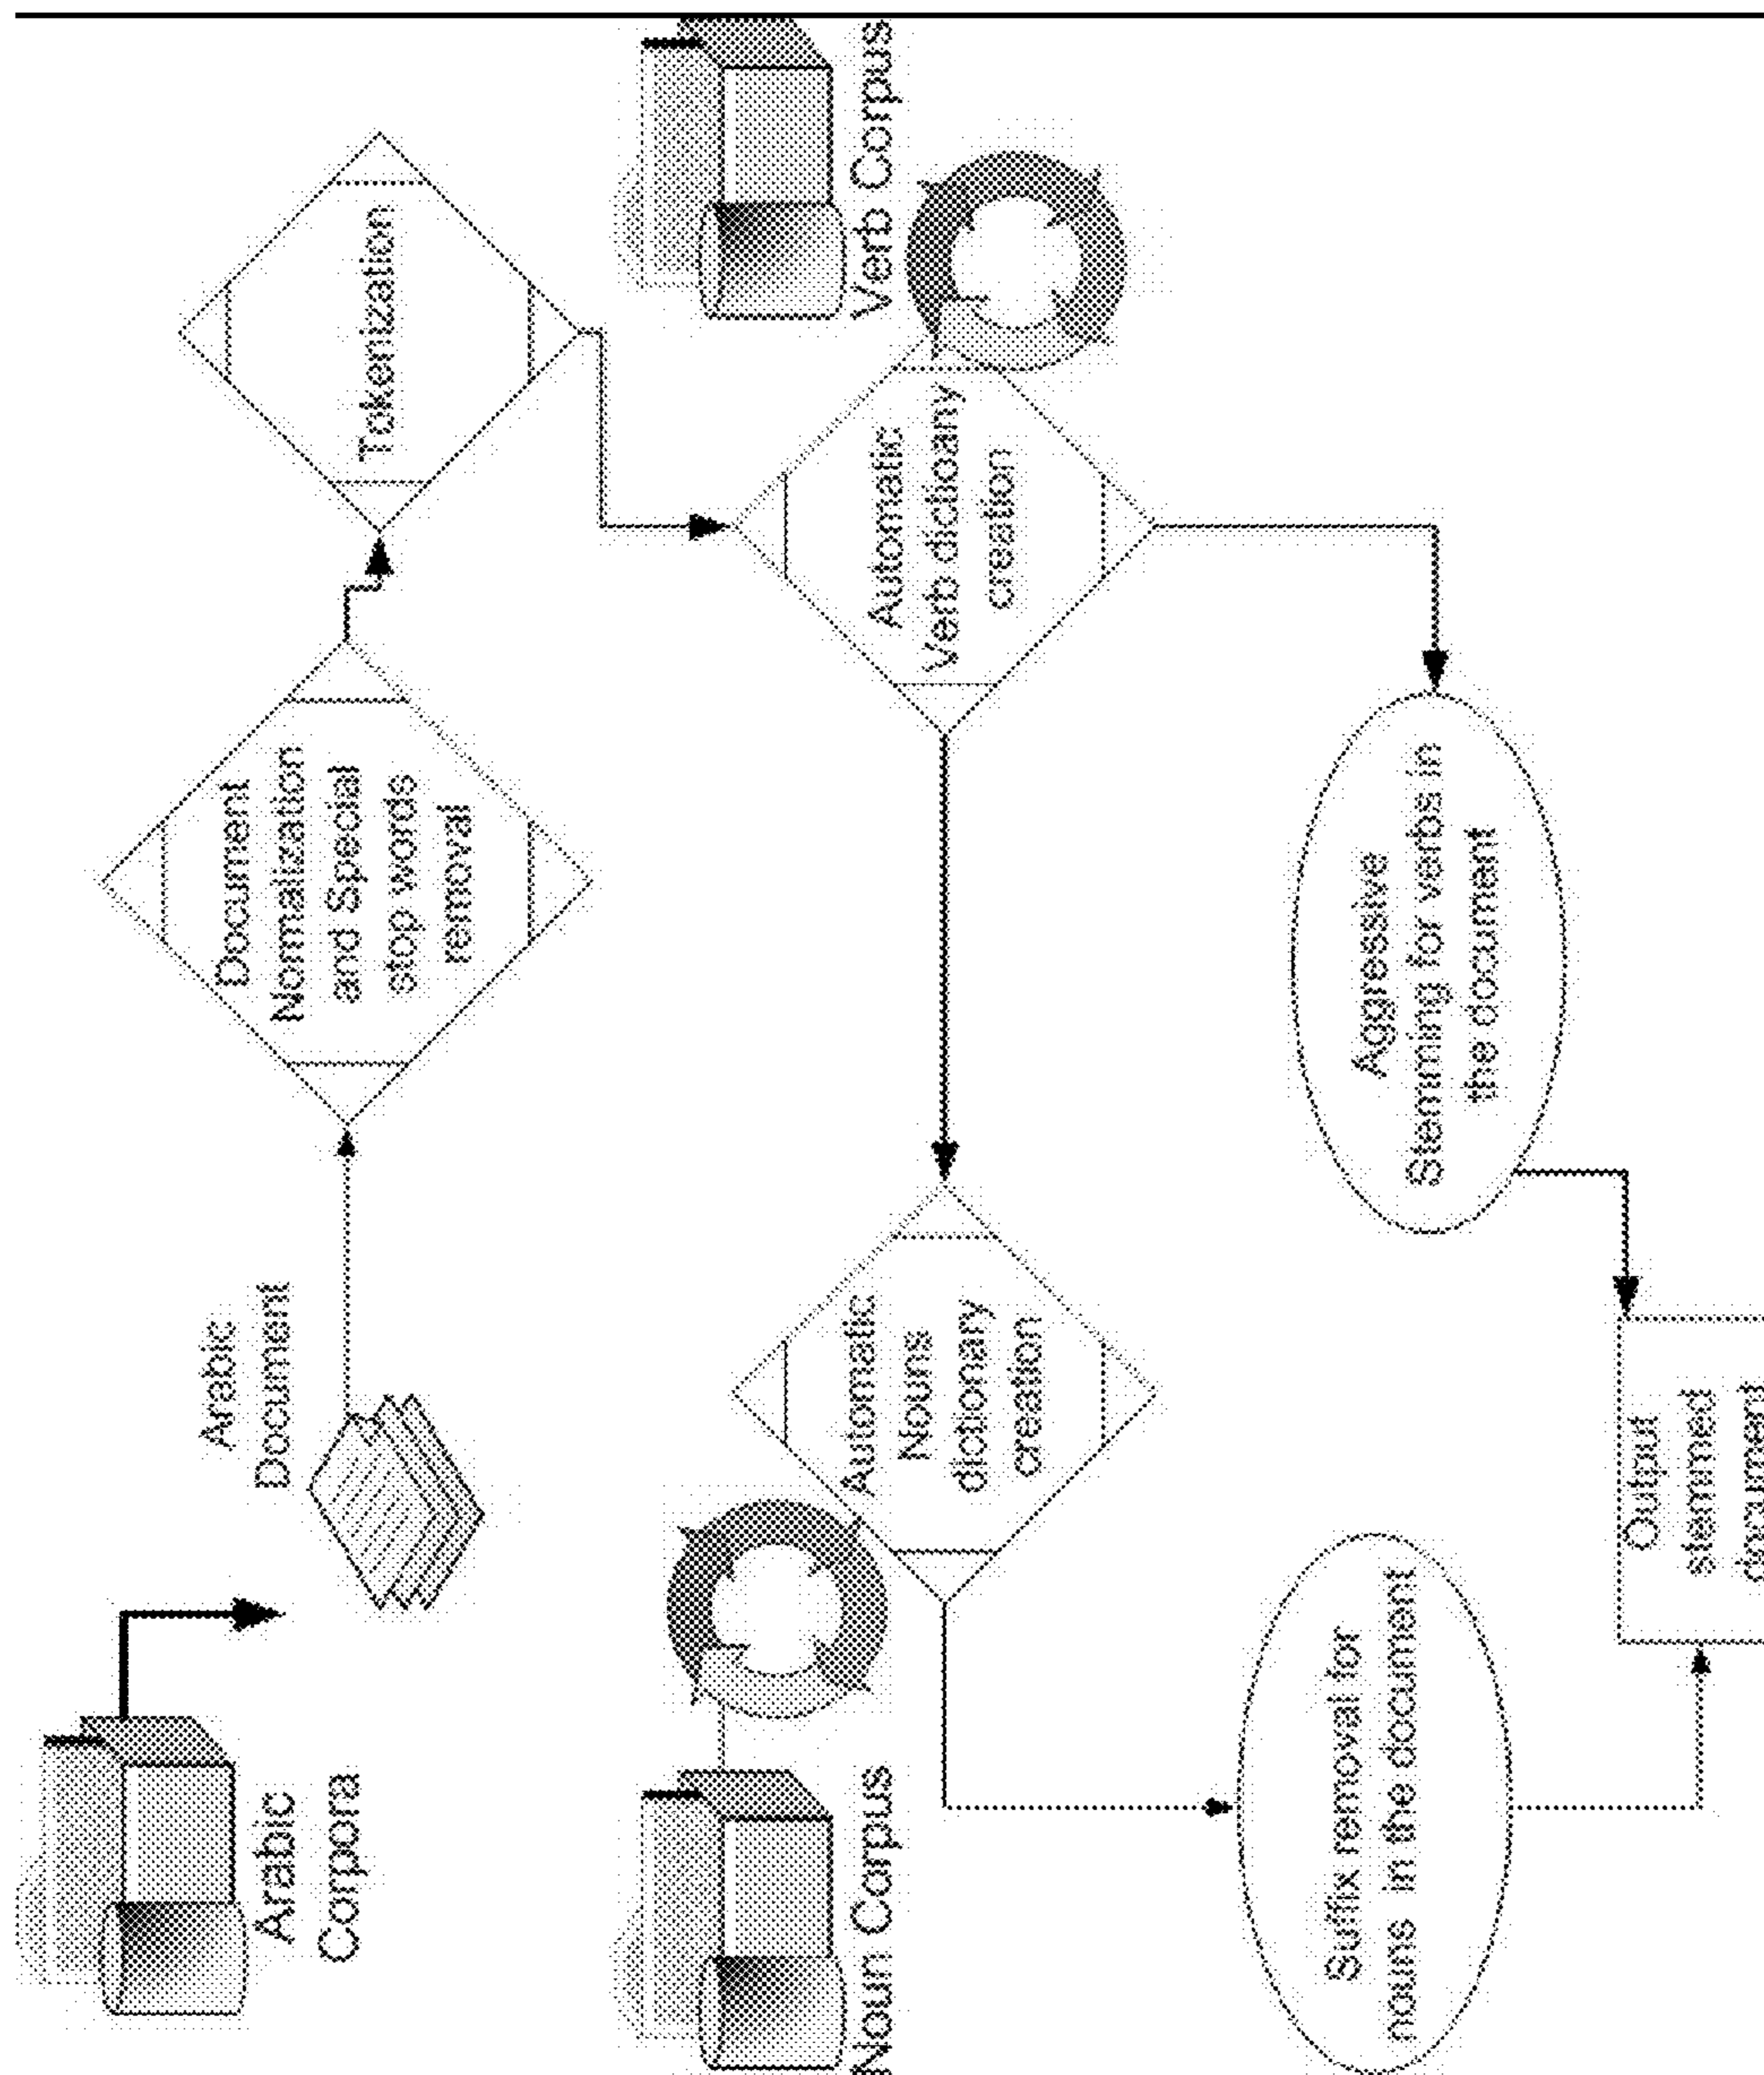 Arabic
Corpora
Arabic
Document
Document
Normalization
and Special
stop words
removal
Tokenization
Noun Corpus
Automatic
Nouns
dictionary
creation
Automatic
Verb dictioany
creation
Verb Corpus
Suffix removal for
nouns in the document
Aggressive
Stemming for verbs in
the document
Output
stemmed
document